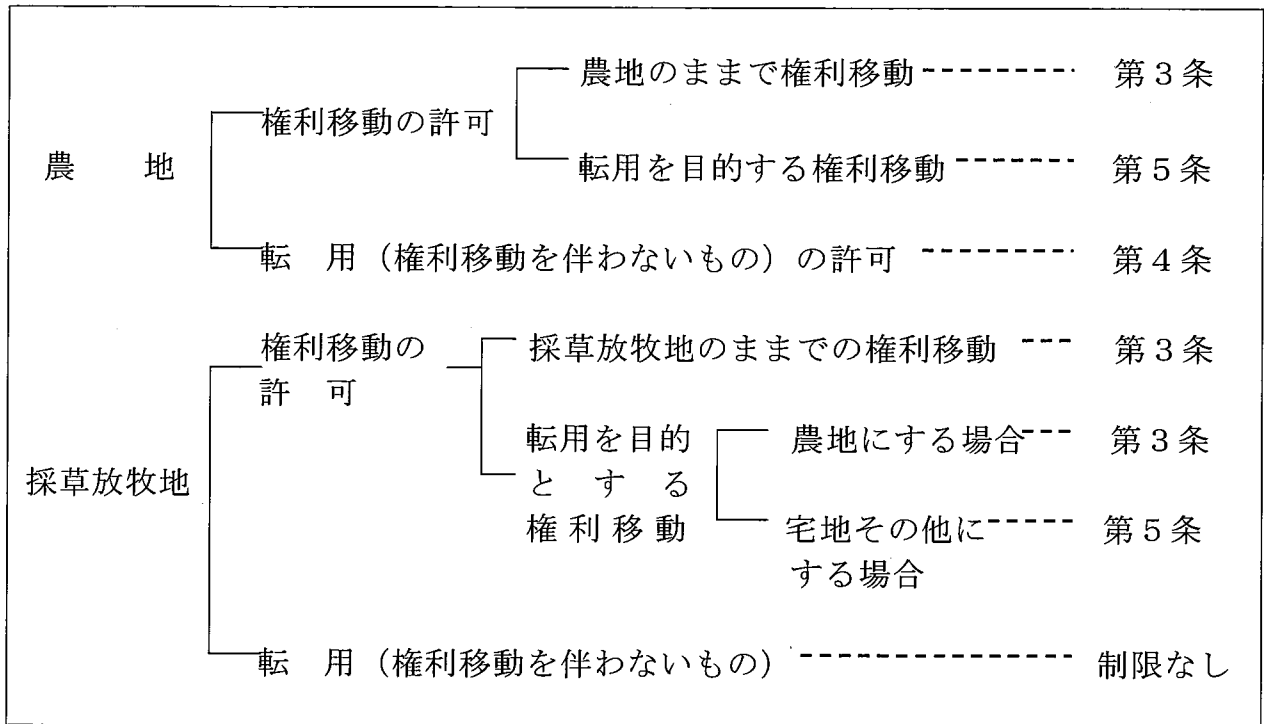 農地のままで権利移動 第３条
権利移動の許可
転用を目的する権利移動 第５条
農　　地
転　用（権利移動を伴わないもの）の許可 第４条
権利移動の
許　可
採草放牧地のままでの権利移動 第３条
転用を目的
と　す　る
権利移動
農地にする場合 第３条
採草放牧地
宅地その他に 第５条
する場合
転　用（権利移動を伴わないもの） 制限なし